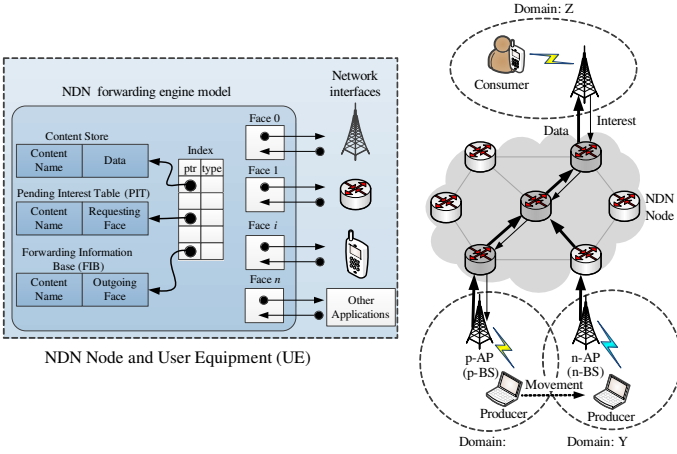 NDN forwarding engine model
Network
interfaces
Content Store
Content
Name
Data
Index
ptr type
Face 0
Pending Interest Table (PIT)
Content
Name
Requesting
Face
Face 1
Forwarding Information
Base (FIB)
Content
Name
Outgoing
Face
Face i
Face n
Other
Applications
NDN Node and User Equipment (UE)
Domain: Z
Consumer
Data
Interest
NDN
Node
p-AP
(p-BS)
n-AP
(n-BS)
Movement
Producer
Producer
Domain:
Domain: Y